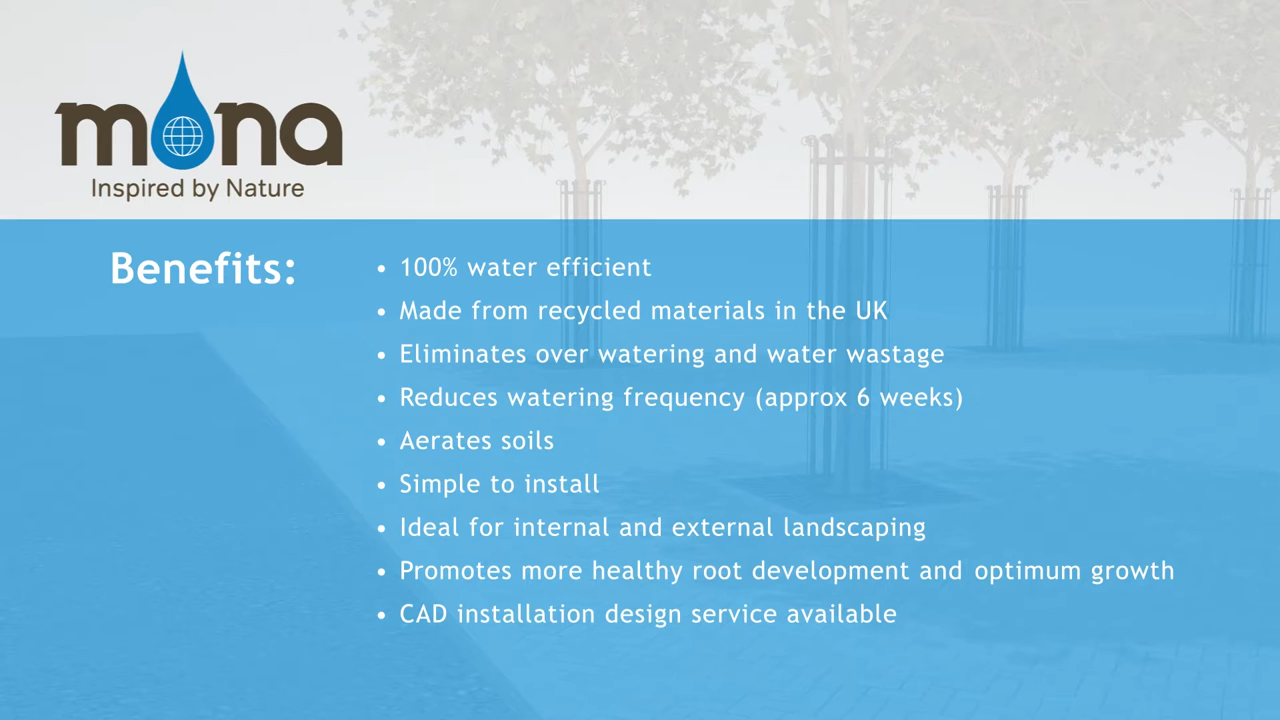 mona
Inspired by Nature
Benefits:
• 100% water efficient
• Made from recycled materials in the UK
• Eliminates over watering and water wastage
• Reduces watering frequency (approx 6 weeks)
• Aerates soils
• Simple to install
• Ideal for internal and external landscaping
• Promotes more healthy root development and optimum growth
• CAD installation design service available